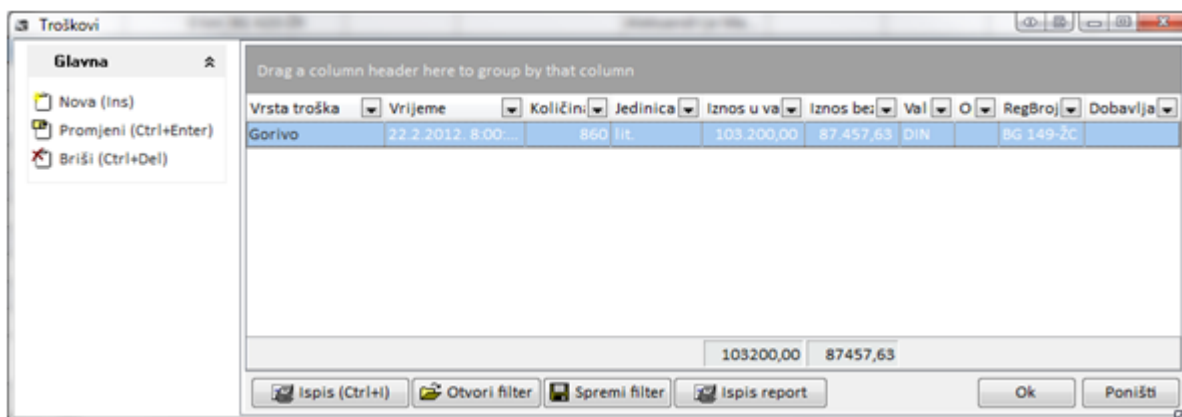 Troškovi
Glavna
Nova (Ins)
Promjeni (Ctrl+Enter)
Briši (Ctrl+Del)
Drag a column header here to group by that column
Vrsta troška Vrijeme Količin Jedinica Iznos u va Iznos bez Val O RegBroj Dobavlja
Gorivo 22.2.2012. 8:00:... 860 lit. 103.200,00 87.457,63 DIN BG 149-ŽC
103200,00 87457,63
Ispis (Ctrl+I) Otvori filter Spremi filter Ispis report Ok Poništi